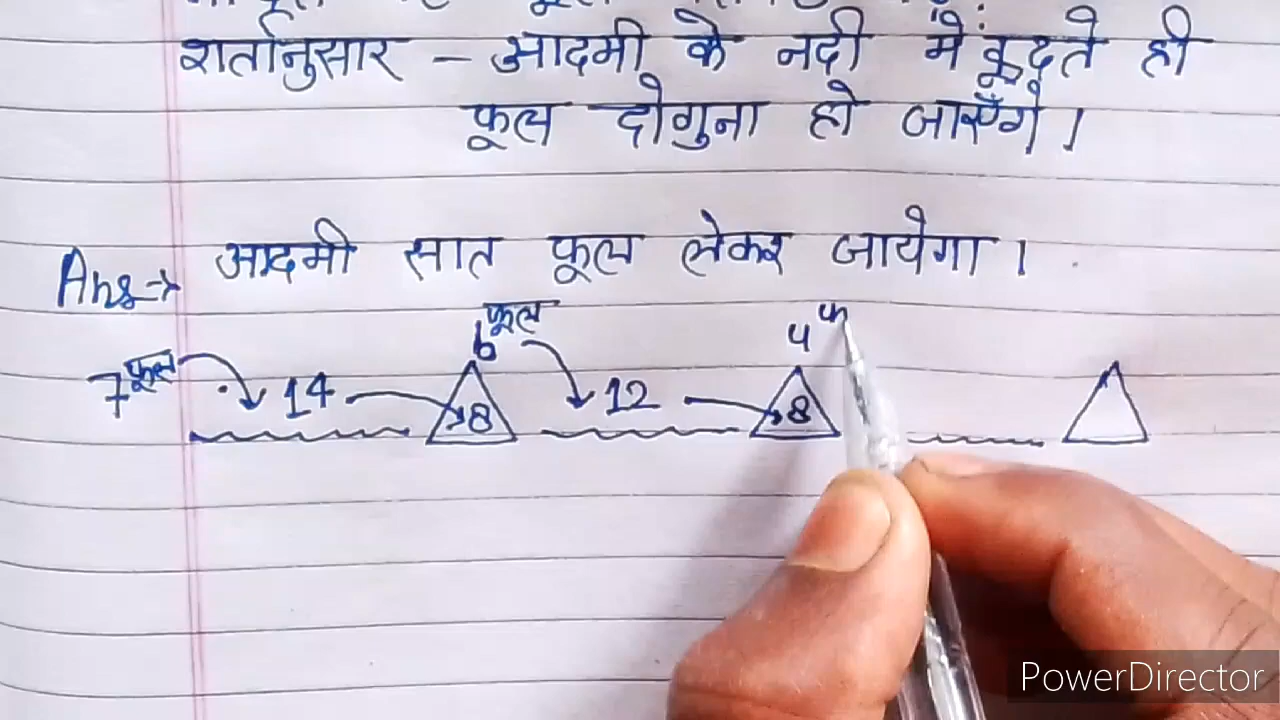 शर्तानुसार – आदमी के नदी में कूदते ही
फूल दोगुना हो जाएँगे।
Ans→ आदमी सात फूल लेकर जायेगा।
7 फूल 14 8 6 फूल 12 8 4 फ
PowerDirector